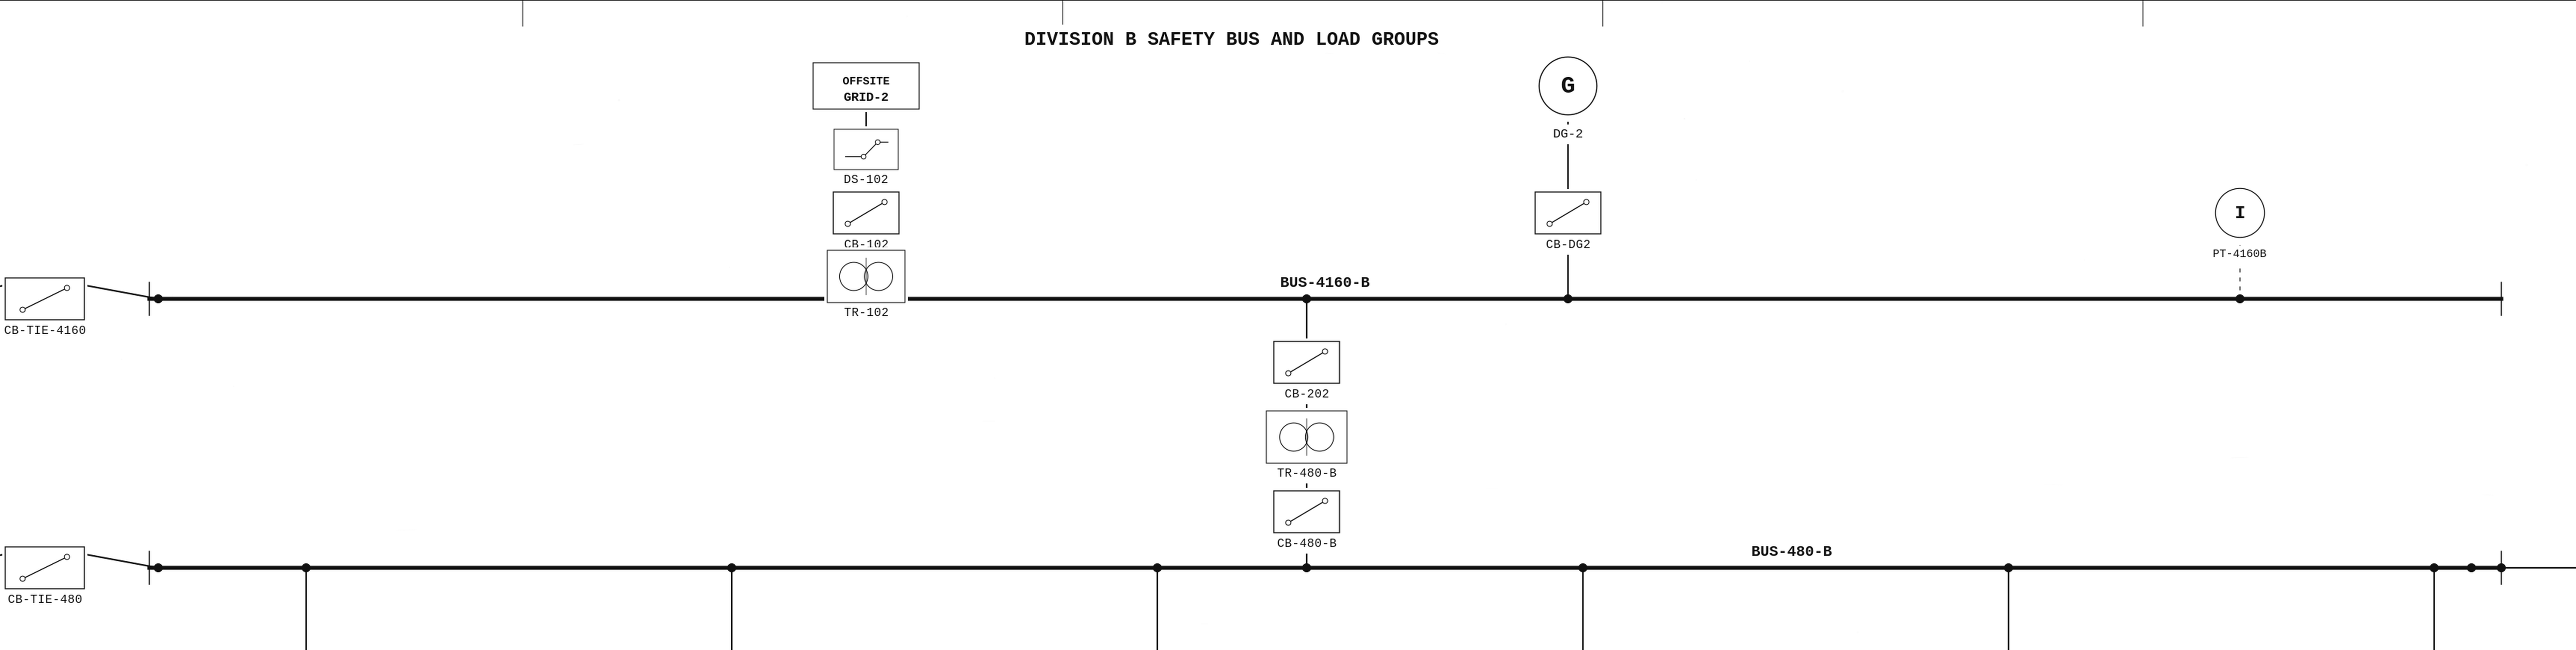 DIVISION B SAFETY BUS AND LOAD GROUPS
OFFSITE
GRID-2
G
DG-2
DS-102
CB-102
CB-DG2
I
PT-4160B
CB-TIE-4160
TR-102
BUS-4160-B
CB-202
TR-480-B
CB-480-B
BUS-480-B
CB-TIE-480